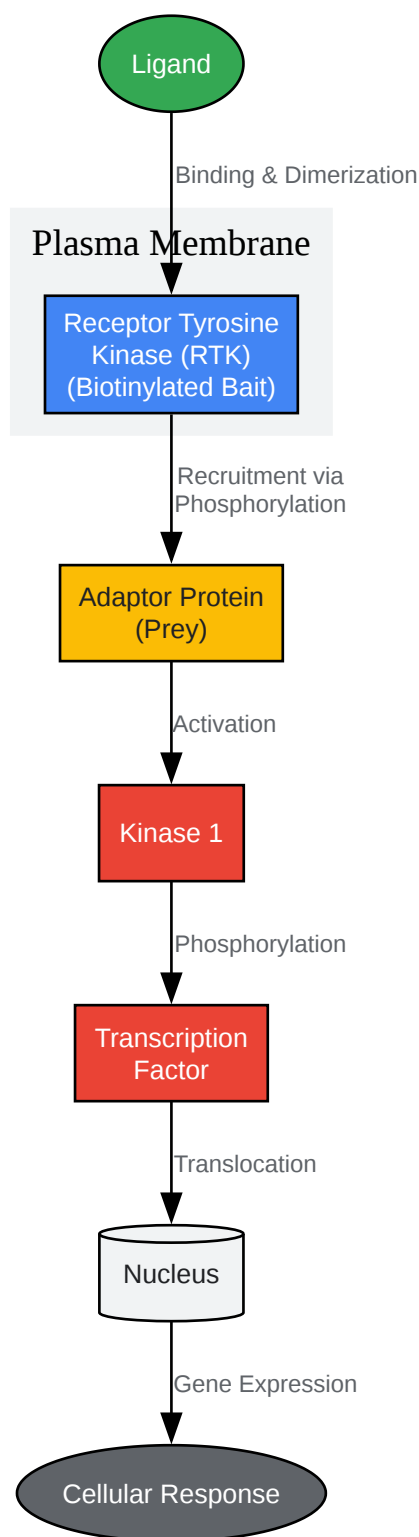 Ligand
Binding & Dimerization
Plasma Membrane
Receptor Tyrosine
Kinase (RTK)
(Biotinylated Bait)
Recruitment via
Phosphorylation
Adaptor Protein
(Prey)
Activation
Kinase 1
Phosphorylation
Transcription
Factor
Translocation
Nucleus
Gene Expression
Cellular Response